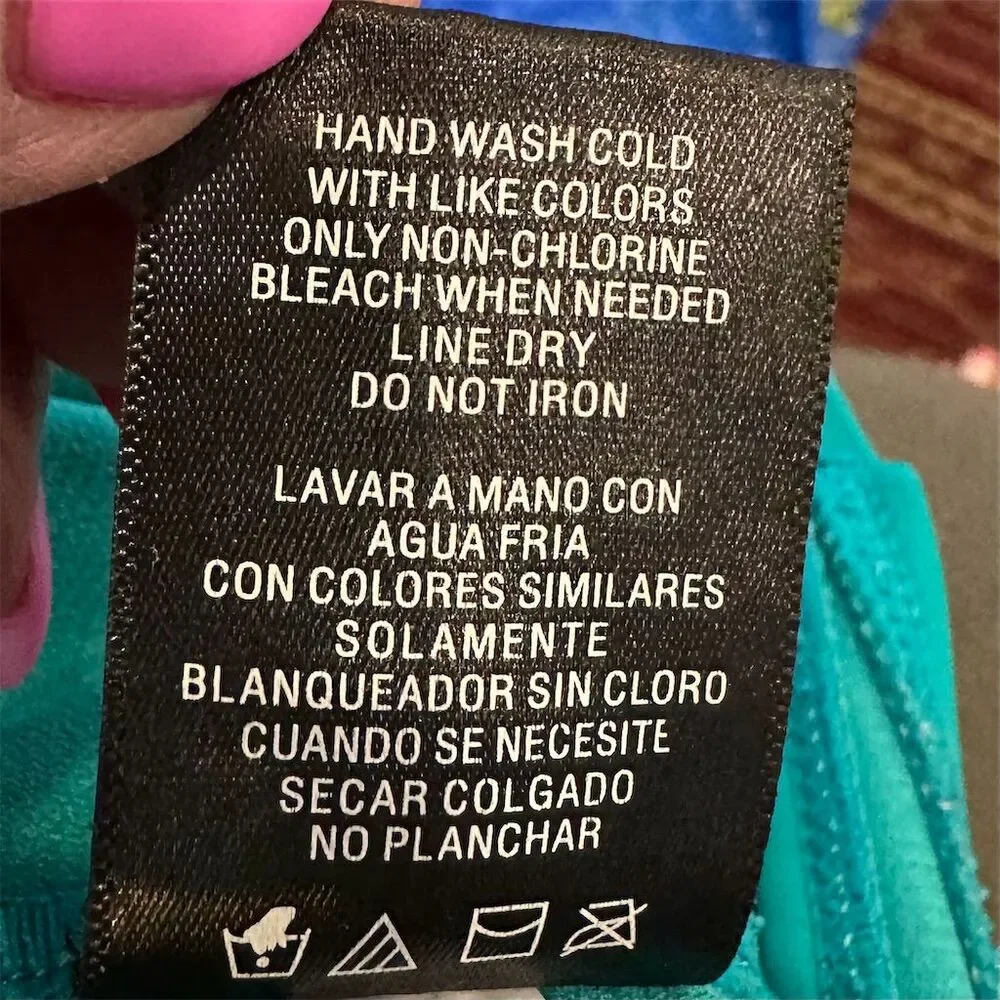 HAND WASH COLD
WITH LIKE COLORS
ONLY NON-CHLORINE
BLEACH WHEN NEEDED
LINE DRY
DO NOT IRON
LAVAR A MANO CON
AGUA FRIA
CON COLORES SIMILARES
SOLAMENTE
BLANQUEADOR SIN CLORO
CUANDO SE NECESITE
SECAR COLGADO
NO PLANCHAR